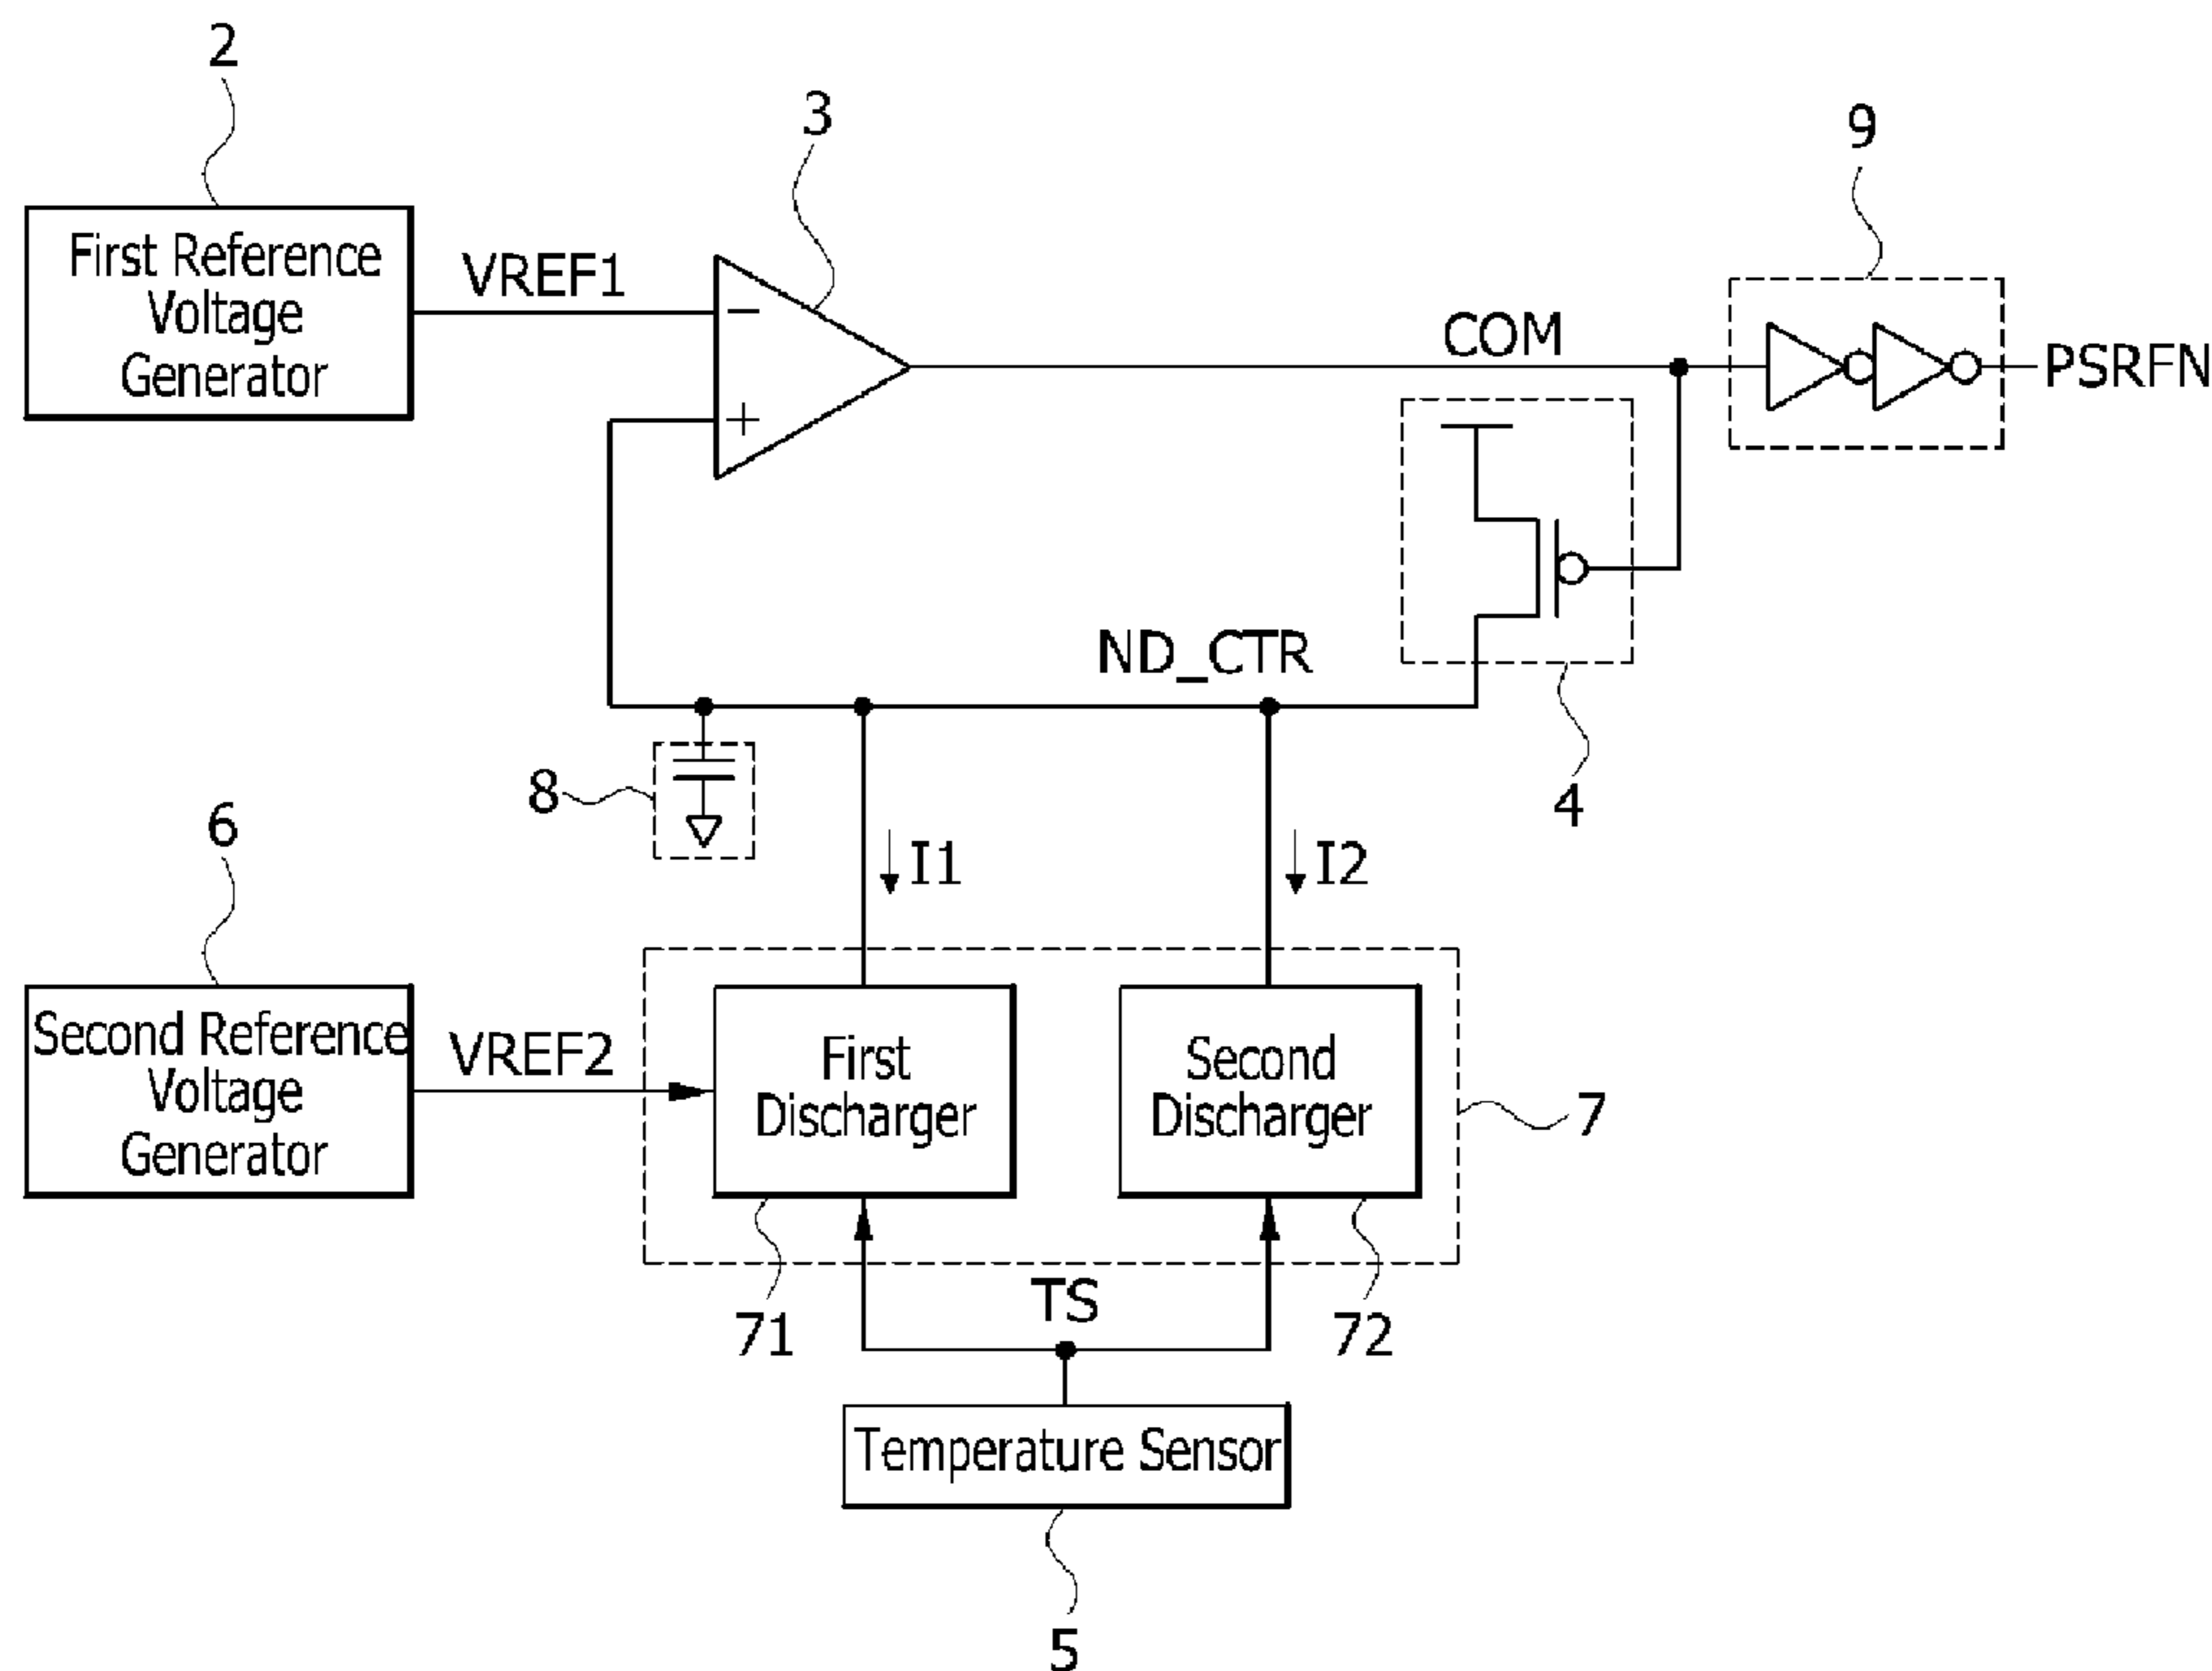 2
3
9
First Reference
Voltage
Generator
VREF1
−
+
COM
PSRFN
ND_CTR
4
8
I1
I2
6
Second Reference
Voltage
Generator
VREF2
First
Discharger
Second
Discharger
7
71
TS
72
Temperature Sensor
5